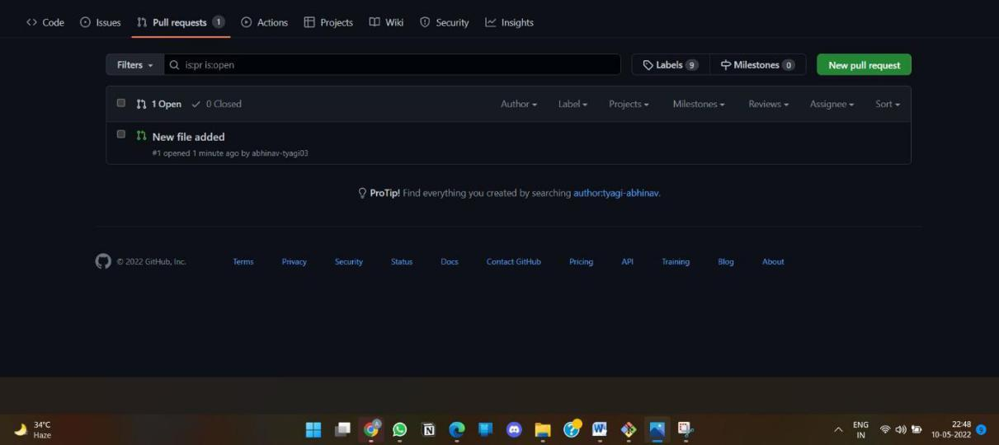 Code Issues Pull requests 1 Actions Projects Wiki Security Insights
Filters is:pr is:open Labels 9 Milestones 0 New pull request
1 Open 0 Closed Author Label Projects Milestones Reviews Assignee Sort
New file added
#1 opened 1 minute ago by abhinav-tyagi03
ProTip! Find everything you created by searching author:tyagi-abhinav.
© 2022 GitHub, Inc. Terms Privacy Security Status Docs Contact GitHub Pricing API Training Blog About
34°C
Haze
ENG
IN
22:48
10-05-2022
9